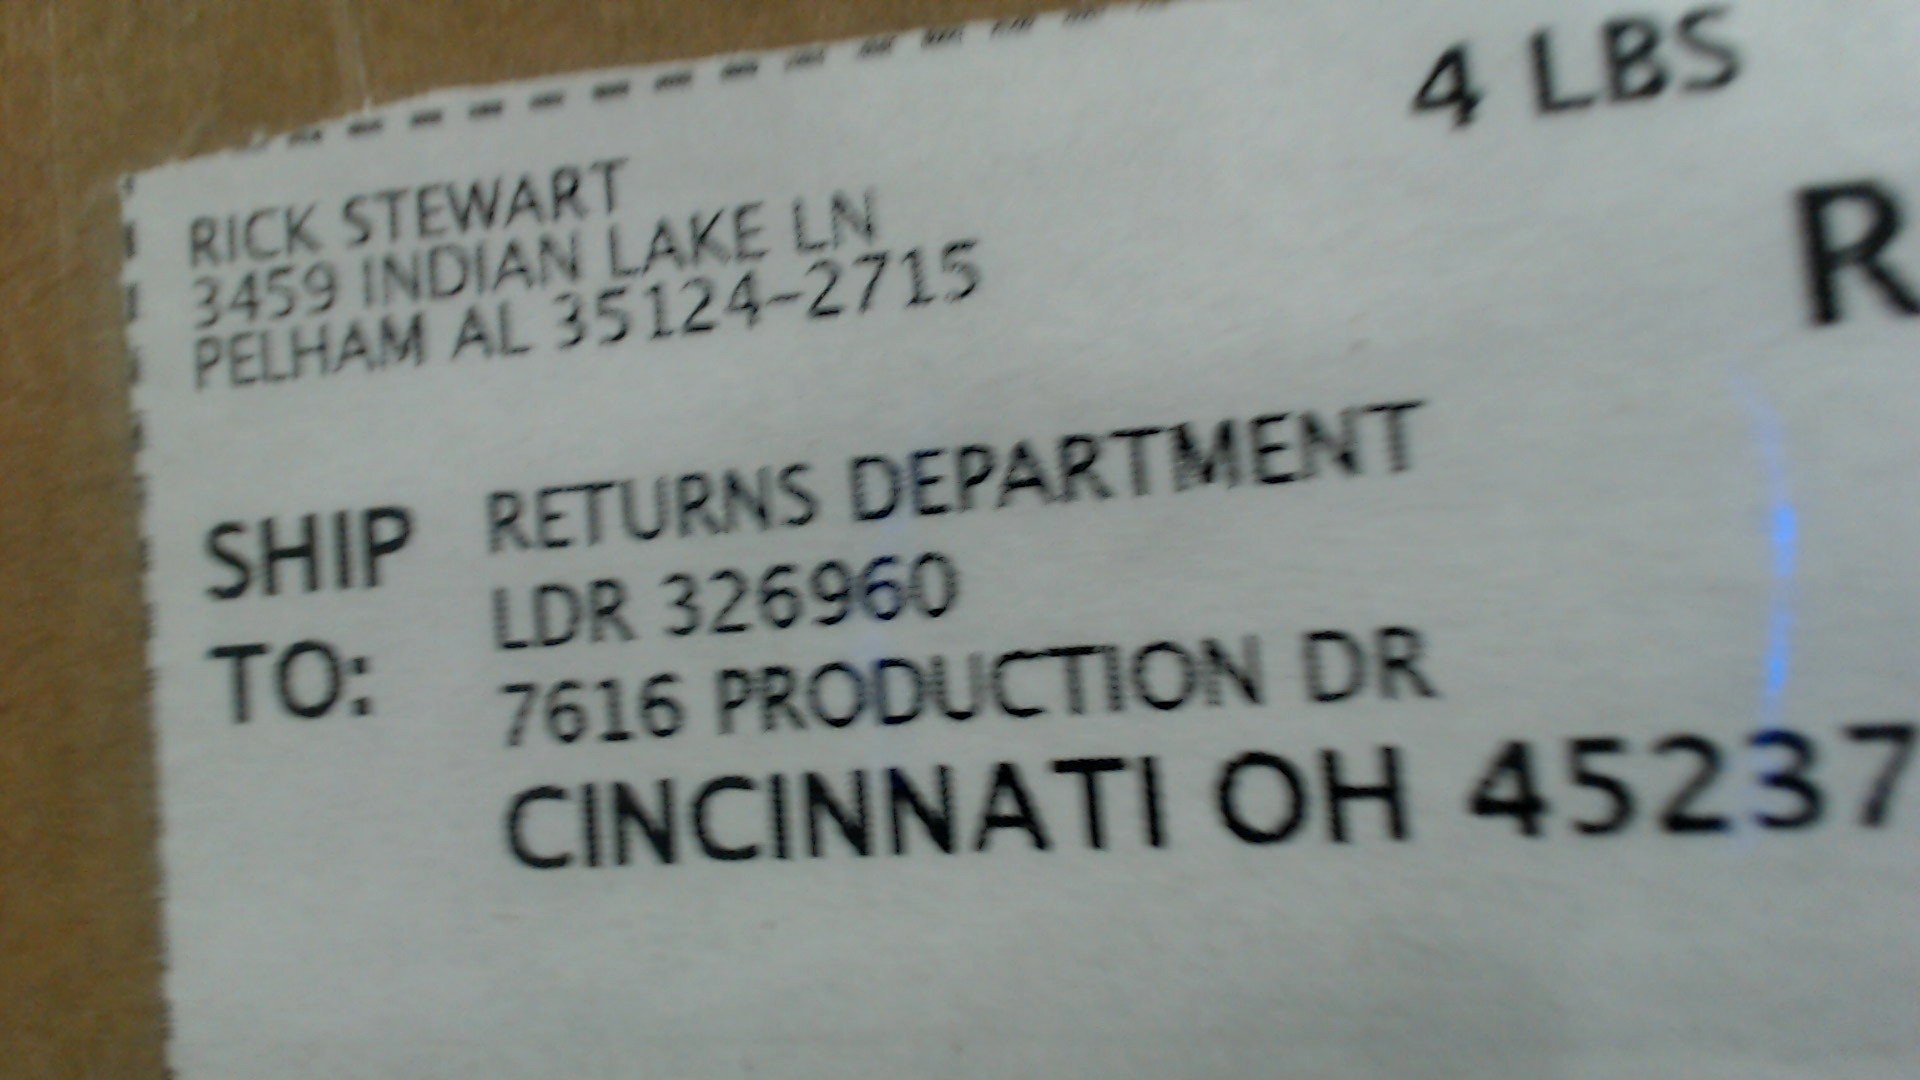 4 LBS
RICK STEWART
3459 INDIAN LAKE LN
PELHAM AL 35124-2715
R
SHIP TO:
RETURNS DEPARTMENT
LDR 326960
7616 PRODUCTION DR
CINCINNATI OH 45237